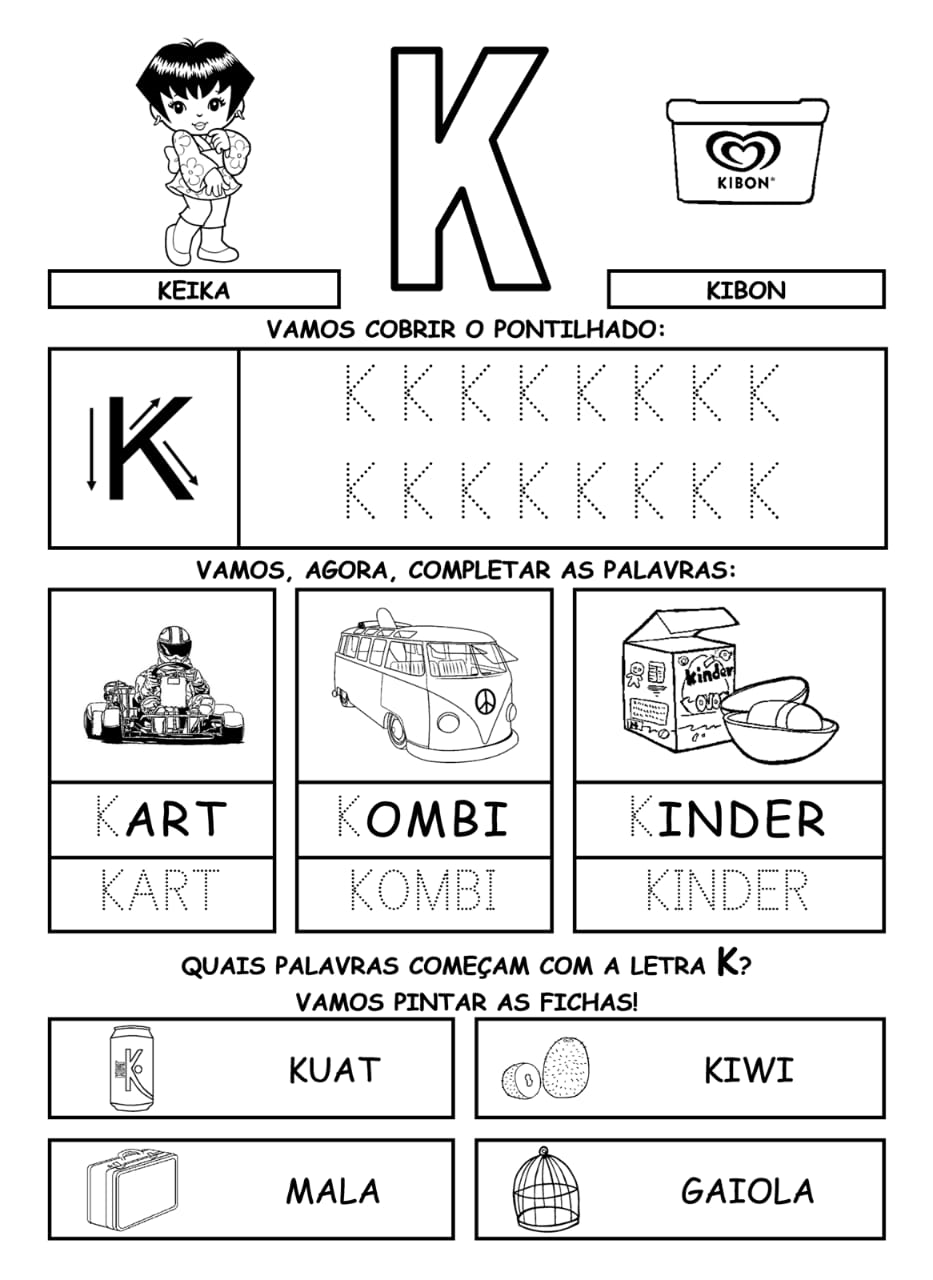 K
KIBON®
KEIKA
KIBON
VAMOS COBRIR O PONTILHADO:
K
K K K K K K K K
K K K K K K K K
VAMOS, AGORA, COMPLETAR AS PALAVRAS:
kinder
KART
KOMBI
KINDER
KART
KOMBI
KINDER
QUAIS PALAVRAS COMEÇAM COM A LETRA K?
VAMOS PINTAR AS FICHAS!
K
KUAT
KIWI
MALA
GAIOLA